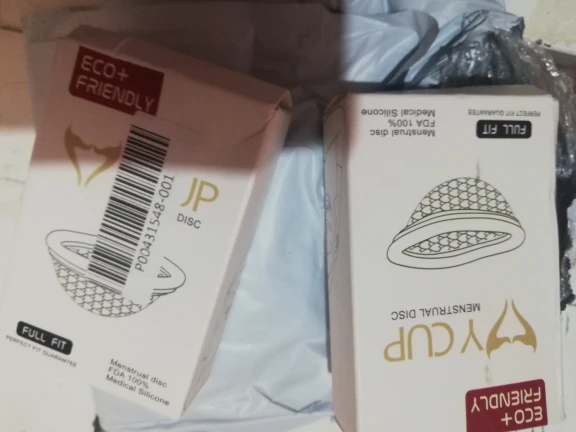 ECO+
FRIENDLY
JP
DISC
P00431548-001
FULL FIT
PERFECT FIT GUARANTEE
Menstrual disc
FDA 100%
Medical Silicone
ECO+
FRIENDLY
Y CUP
MENSTRUAL DISC
FULL FIT
PERFECT FIT GUARANTEE
Menstrual disc
FDA 100%
Medical Silicone